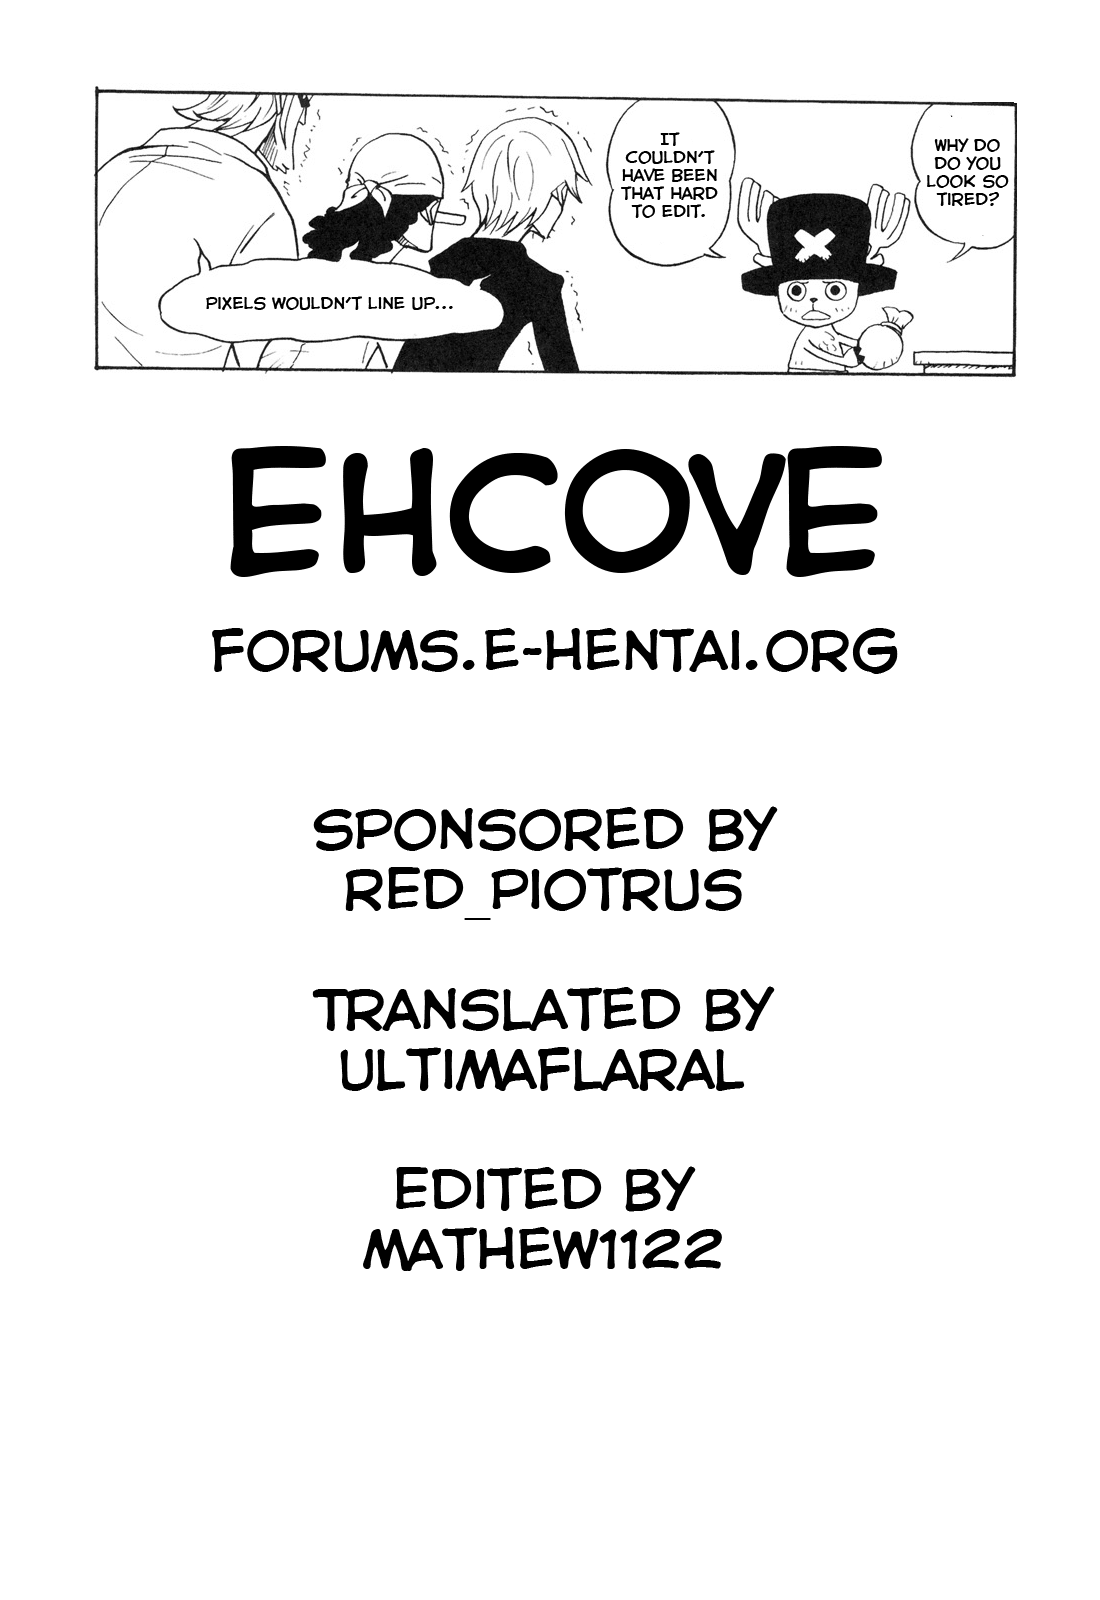 WHY DO
DO YOU
LOOK SO
TIRED?
IT
COULDN'T
HAVE BEEN
THAT HARD
TO EDIT.
PIXELS WOULDN'T LINE UP...
EHCOVE
FORUMS.E-HENTAI.ORG
SPONSORED BY
RED_PIOTRUS
TRANSLATED BY
ULTIMAFLARAL
EDITED BY
MATHEW1122